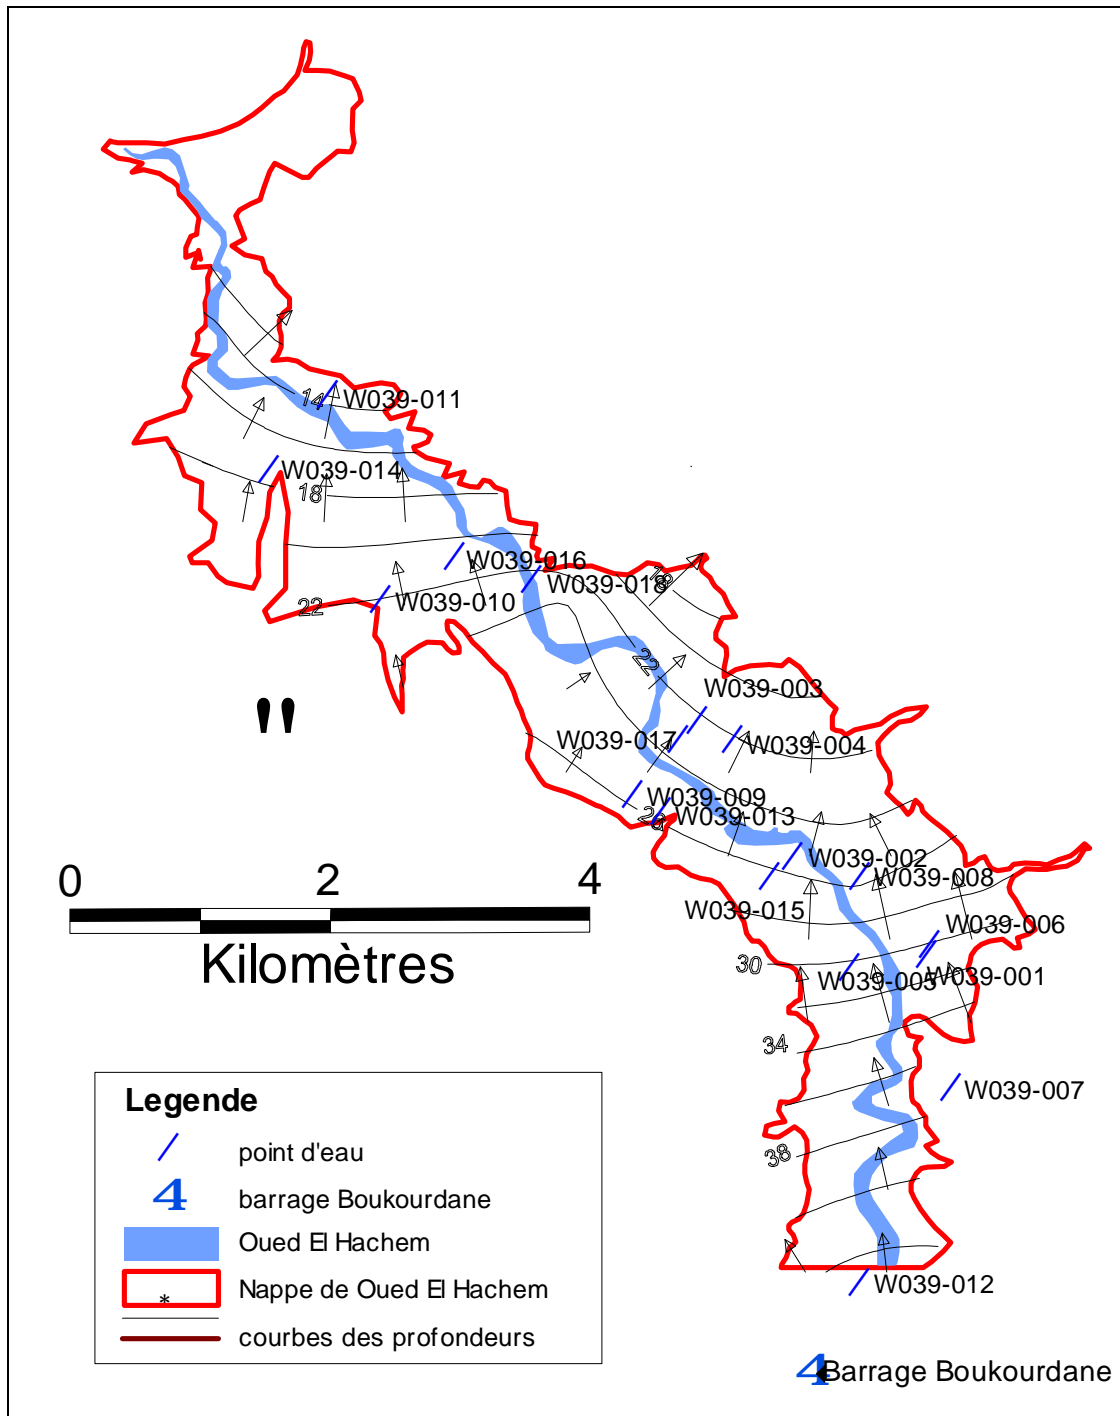 14
W039-011
W039-014
18
W039-016
W039-018
18
22
W039-010
22
W039-003
"
W039-017
W039-004
W039-009
W039-013
W039-002
W039-008
0 2 4
W039-015
W039-006
Kilomètres
30
W039-005
W039-001
34
Legende
W039-007
point d'eau
38
4 barrage Boukourdane
Oued El Hachem
* Nappe de Oued El Hachem
W039-012
courbes des profondeurs
4 Barrage Boukourdane